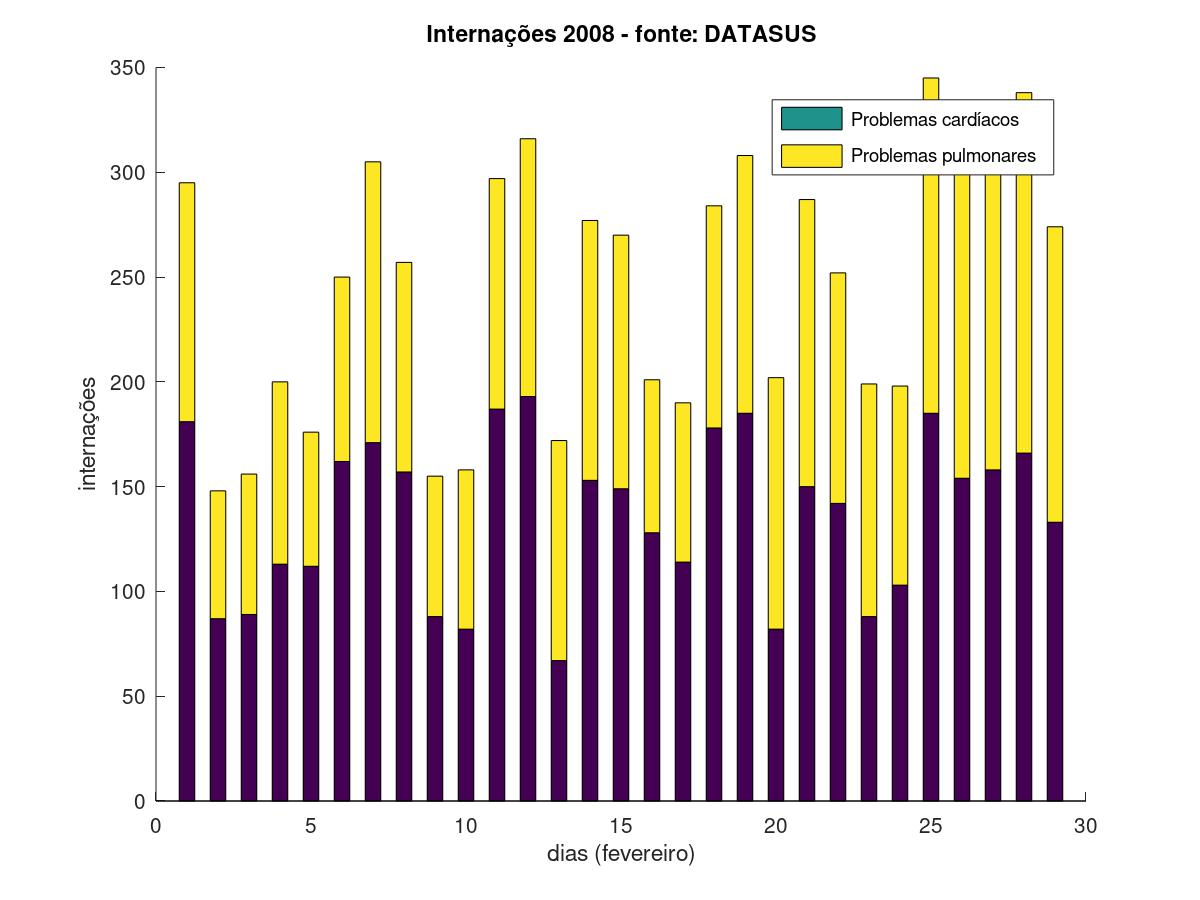 Internações 2008 - fonte: DATASUS
350
300
250
200
150
100
50
0
internações
Problemas cardíacos
Problemas pulmonares
0 5 10 15 20 25 30
dias (fevereiro)